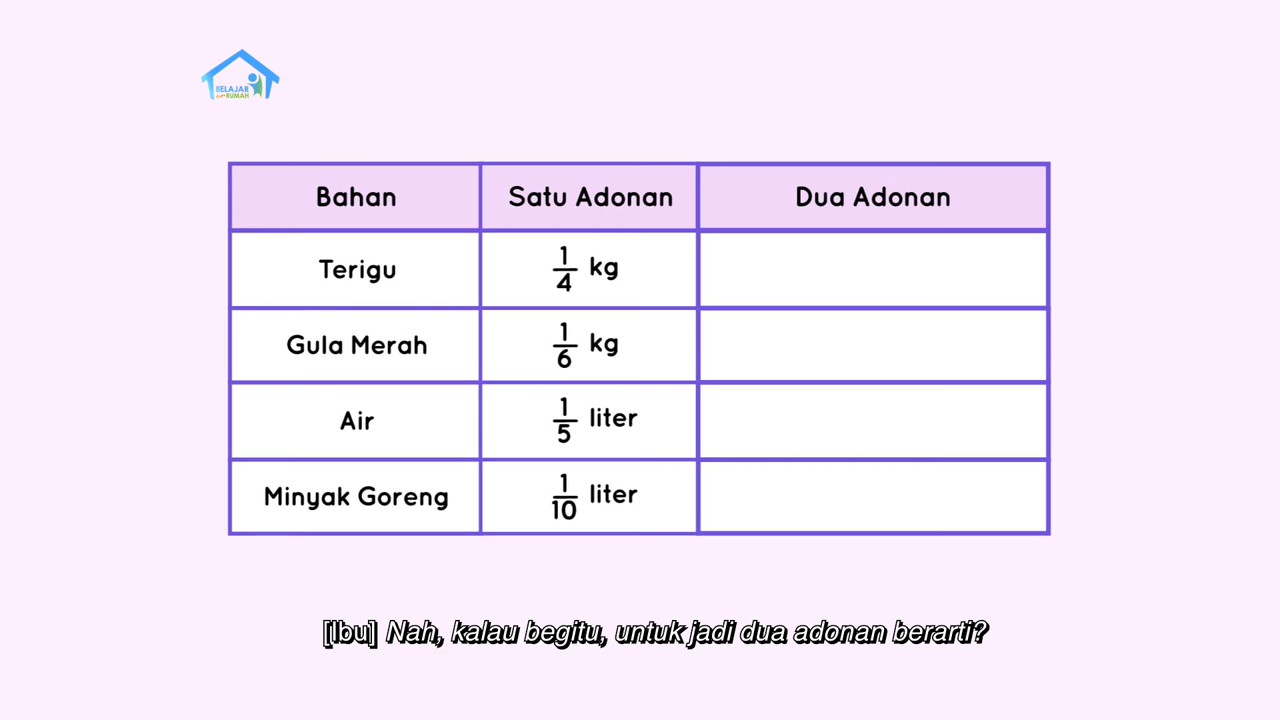 BELAJAR
dari RUMAH
Bahan Satu Adonan Dua Adonan
Terigu 1/4 kg
Gula Merah 1/6 kg
Air 1/5 liter
Minyak Goreng 1/10 liter
[Ibu] Nah, kalau begitu, untuk jadi dua adonan berarti?